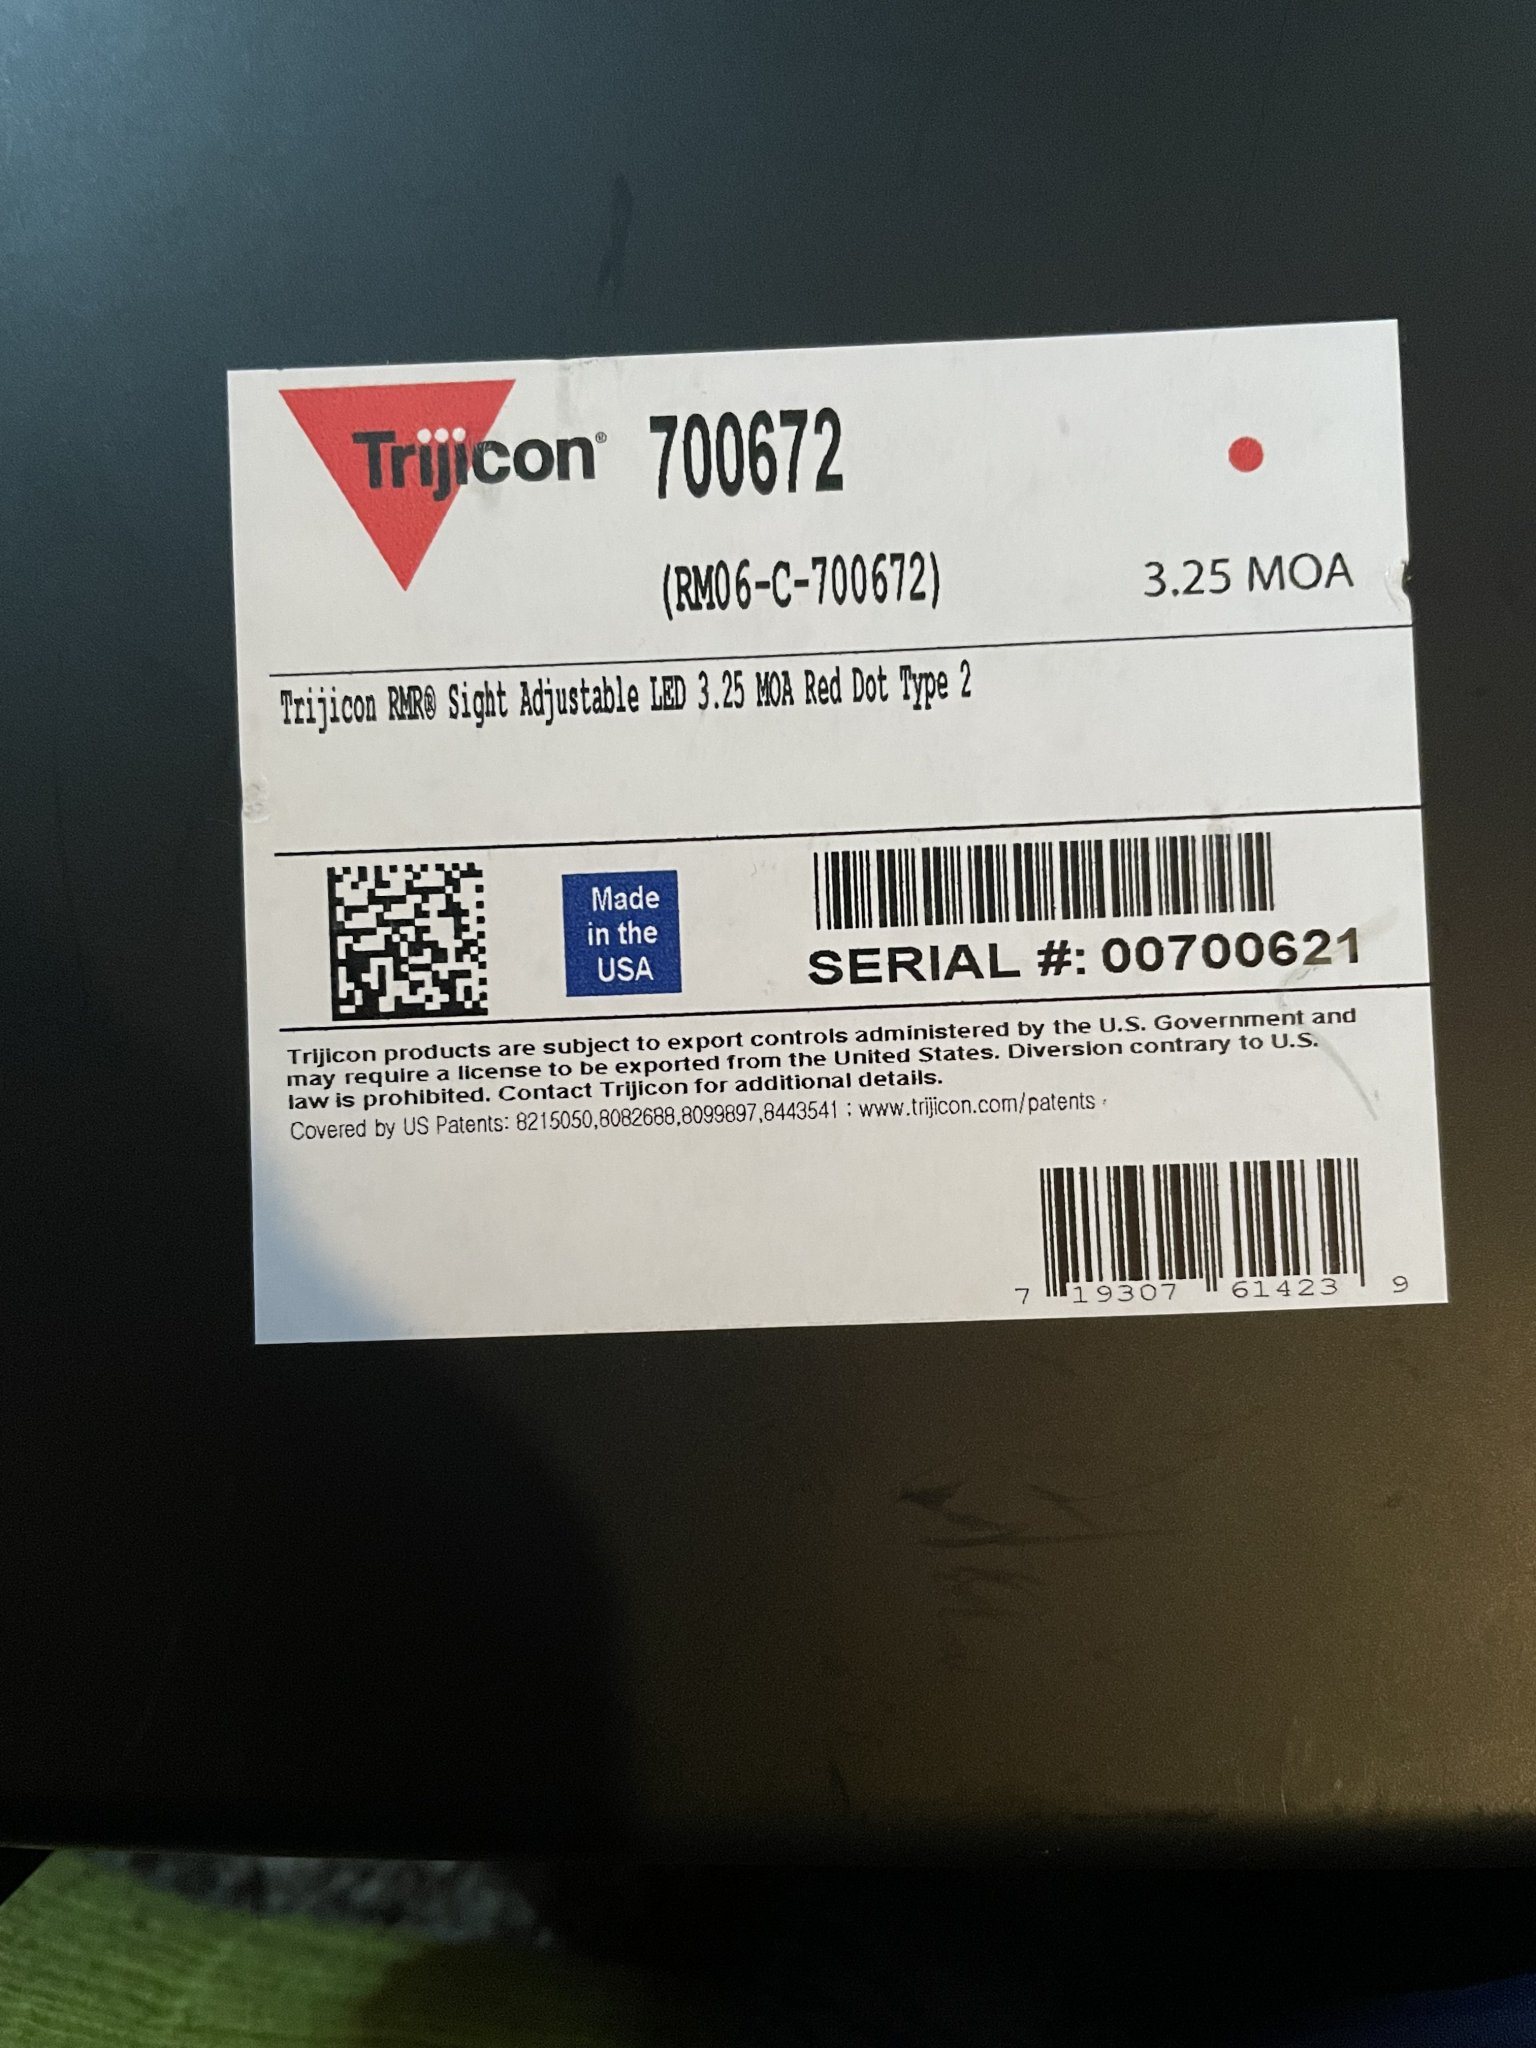 Trijicon® 700672
(RM06-C-700672)
3.25 MOA
Trijicon RMR® Sight Adjustable LED 3.25 MOA Red Dot Type 2
Made
in the
USA
SERIAL #: 00700621
Trijicon products are subject to export controls administered by the U.S. Government and
may require a license to be exported from the United States. Diversion contrary to U.S.
law is prohibited. Contact Trijicon for additional details.
Covered by US Patents: 8215050,8082688,8099897,8443541 ; www.trijicon.com/patents
7 19307 61423 9